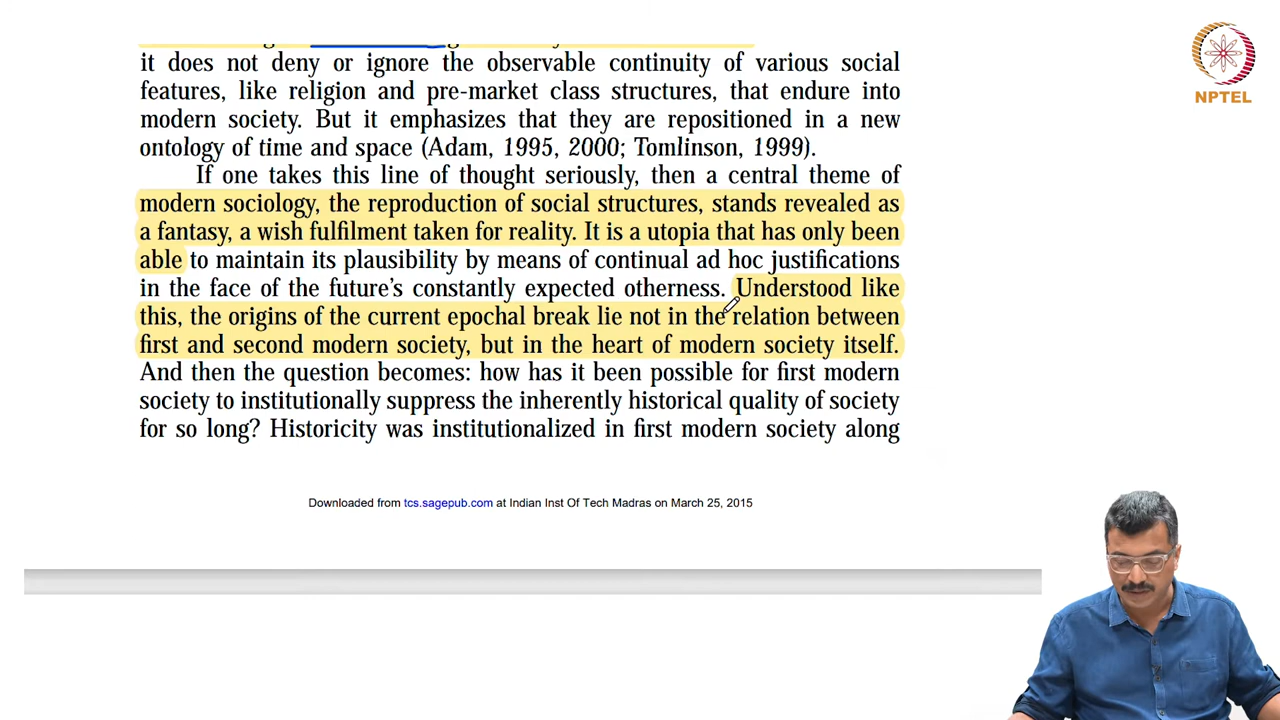 it does not deny or ignore the observable continuity of various social
features, like religion and pre-market class structures, that endure into
modern society. But it emphasizes that they are repositioned in a new
ontology of time and space (Adam, 1995, 2000; Tomlinson, 1999).
If one takes this line of thought seriously, then a central theme of
modern sociology, the reproduction of social structures, stands revealed as
a fantasy, a wish fulfilment taken for reality. It is a utopia that has only been
able to maintain its plausibility by means of continual ad hoc justifications
in the face of the future's constantly expected otherness. Understood like
this, the origins of the current epochal break lie not in the relation between
first and second modern society, but in the heart of modern society itself.
And then the question becomes: how has it been possible for first modern
society to institutionally suppress the inherently historical quality of society
for so long? Historicity was institutionalized in first modern society along
Downloaded from tcs.sagepub.com at Indian Inst Of Tech Madras on March 25, 2015
NPTEL